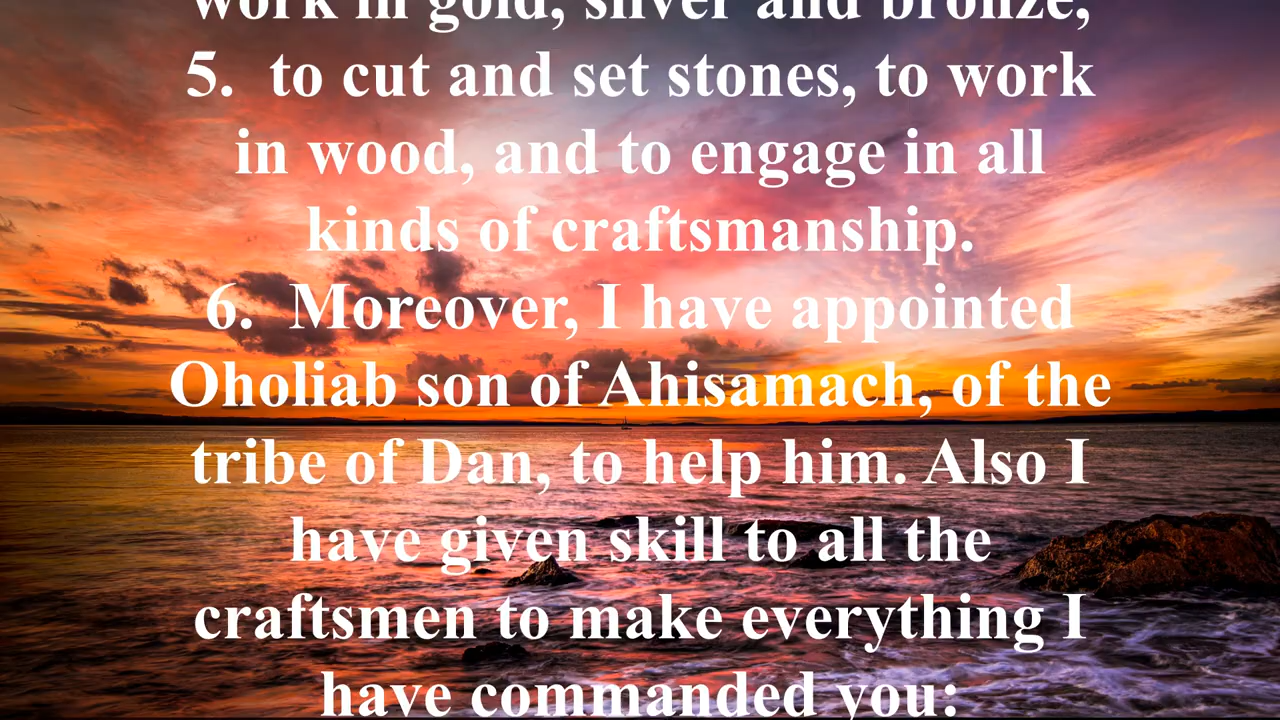 work in gold, silver and bronze,
5. to cut and set stones, to work
in wood, and to engage in all
kinds of craftsmanship.
6. Moreover, I have appointed
Oholiab son of Ahisamach, of the
tribe of Dan, to help him. Also I
have given skill to all the
craftsmen to make everything I
have commanded you: